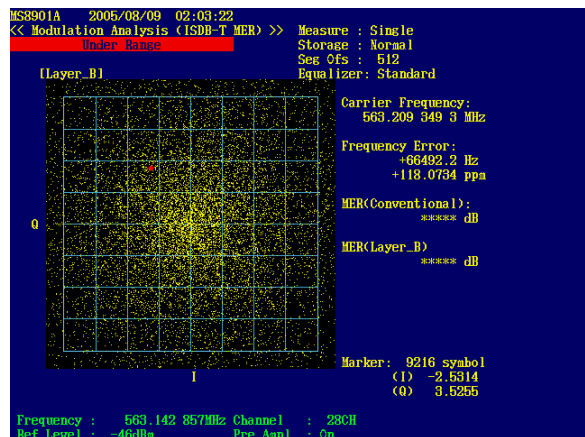 MS8901A 2005/08/09 02:03:22
<< Modulation Analysis (ISDB-T MER) >> Measure : Single
Under Range Storage : Normal
Seg Ofs : 512
[Layer_B] Equalizer: Standard
Carrier Frequency:
563.209 349 3 MHz
Frequency Error:
+66492.2 Hz
+118.0734 ppm
MER(Conventional):
***** dB
Q
MER(Layer_B)
***** dB
Marker: 9216 symbol
I (I) -2.5314
(Q) 3.5255
Frequency : 563.142 857MHz Channel : 28CH
Ref Level : -46dBm Pre Ampl : On